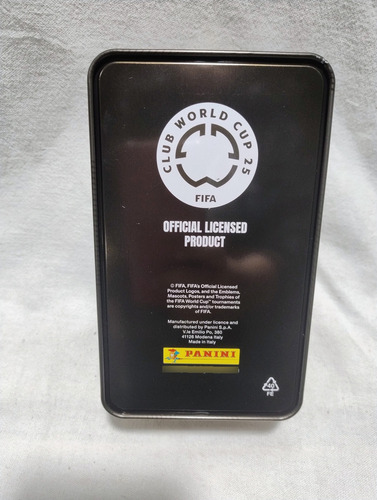 CLUB WORLD CUP 25
FIFA
OFFICIAL LICENSED
PRODUCT
© FIFA, FIFA's Official Licensed
Product Logos, and the Emblems,
Mascots, Posters and Trophies of
the FIFA World Cup™ tournaments
are copyrights and/or trademarks
of FIFA.
Manufactured under licence and
distributed by Panini S.p.A.
V.le Emilio Po, 380
41126 Modena Italy
Made in Italy
PANINI
40
FE